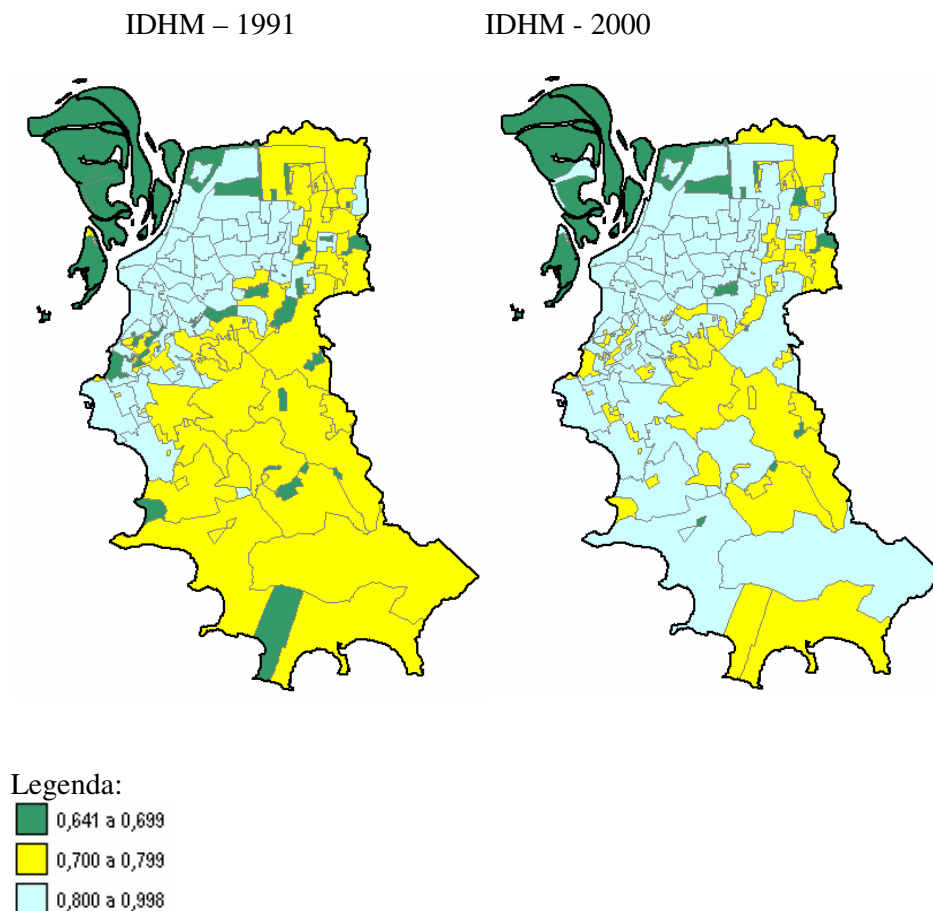 IDHM – 1991
IDHM - 2000
Legenda:
0,641 a 0,699
0,700 a 0,799
0,800 a 0,998